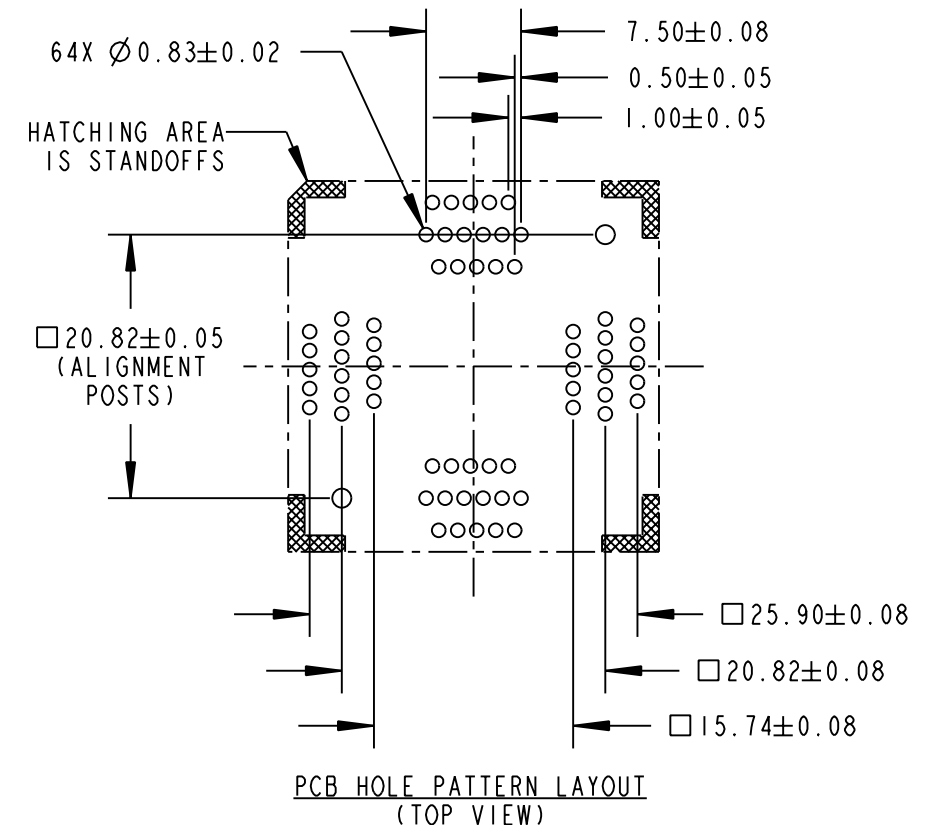 7.50±0.08
64X Ø0.83±0.02
0.50±0.05
1.00±0.05
HATCHING AREA
IS STANDOFFS
□20.82±0.05
(ALIGNMENT
POSTS)
□25.90±0.08
□20.82±0.08
□15.74±0.08
PCB HOLE PATTERN LAYOUT
(TOP VIEW)